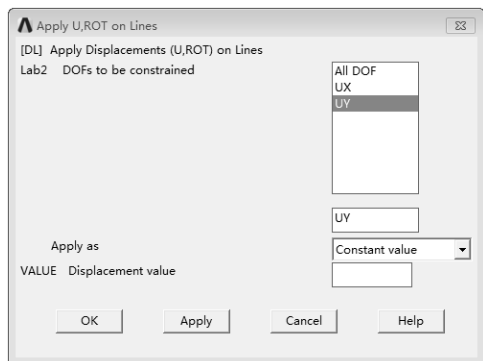 Apply U,ROT on Lines
[DL] Apply Displacements (U,ROT) on Lines
Lab2 DOFs to be constrained
All DOF
UX
UY
UY
Apply as
Constant value
VALUE Displacement value
OK Apply Cancel Help